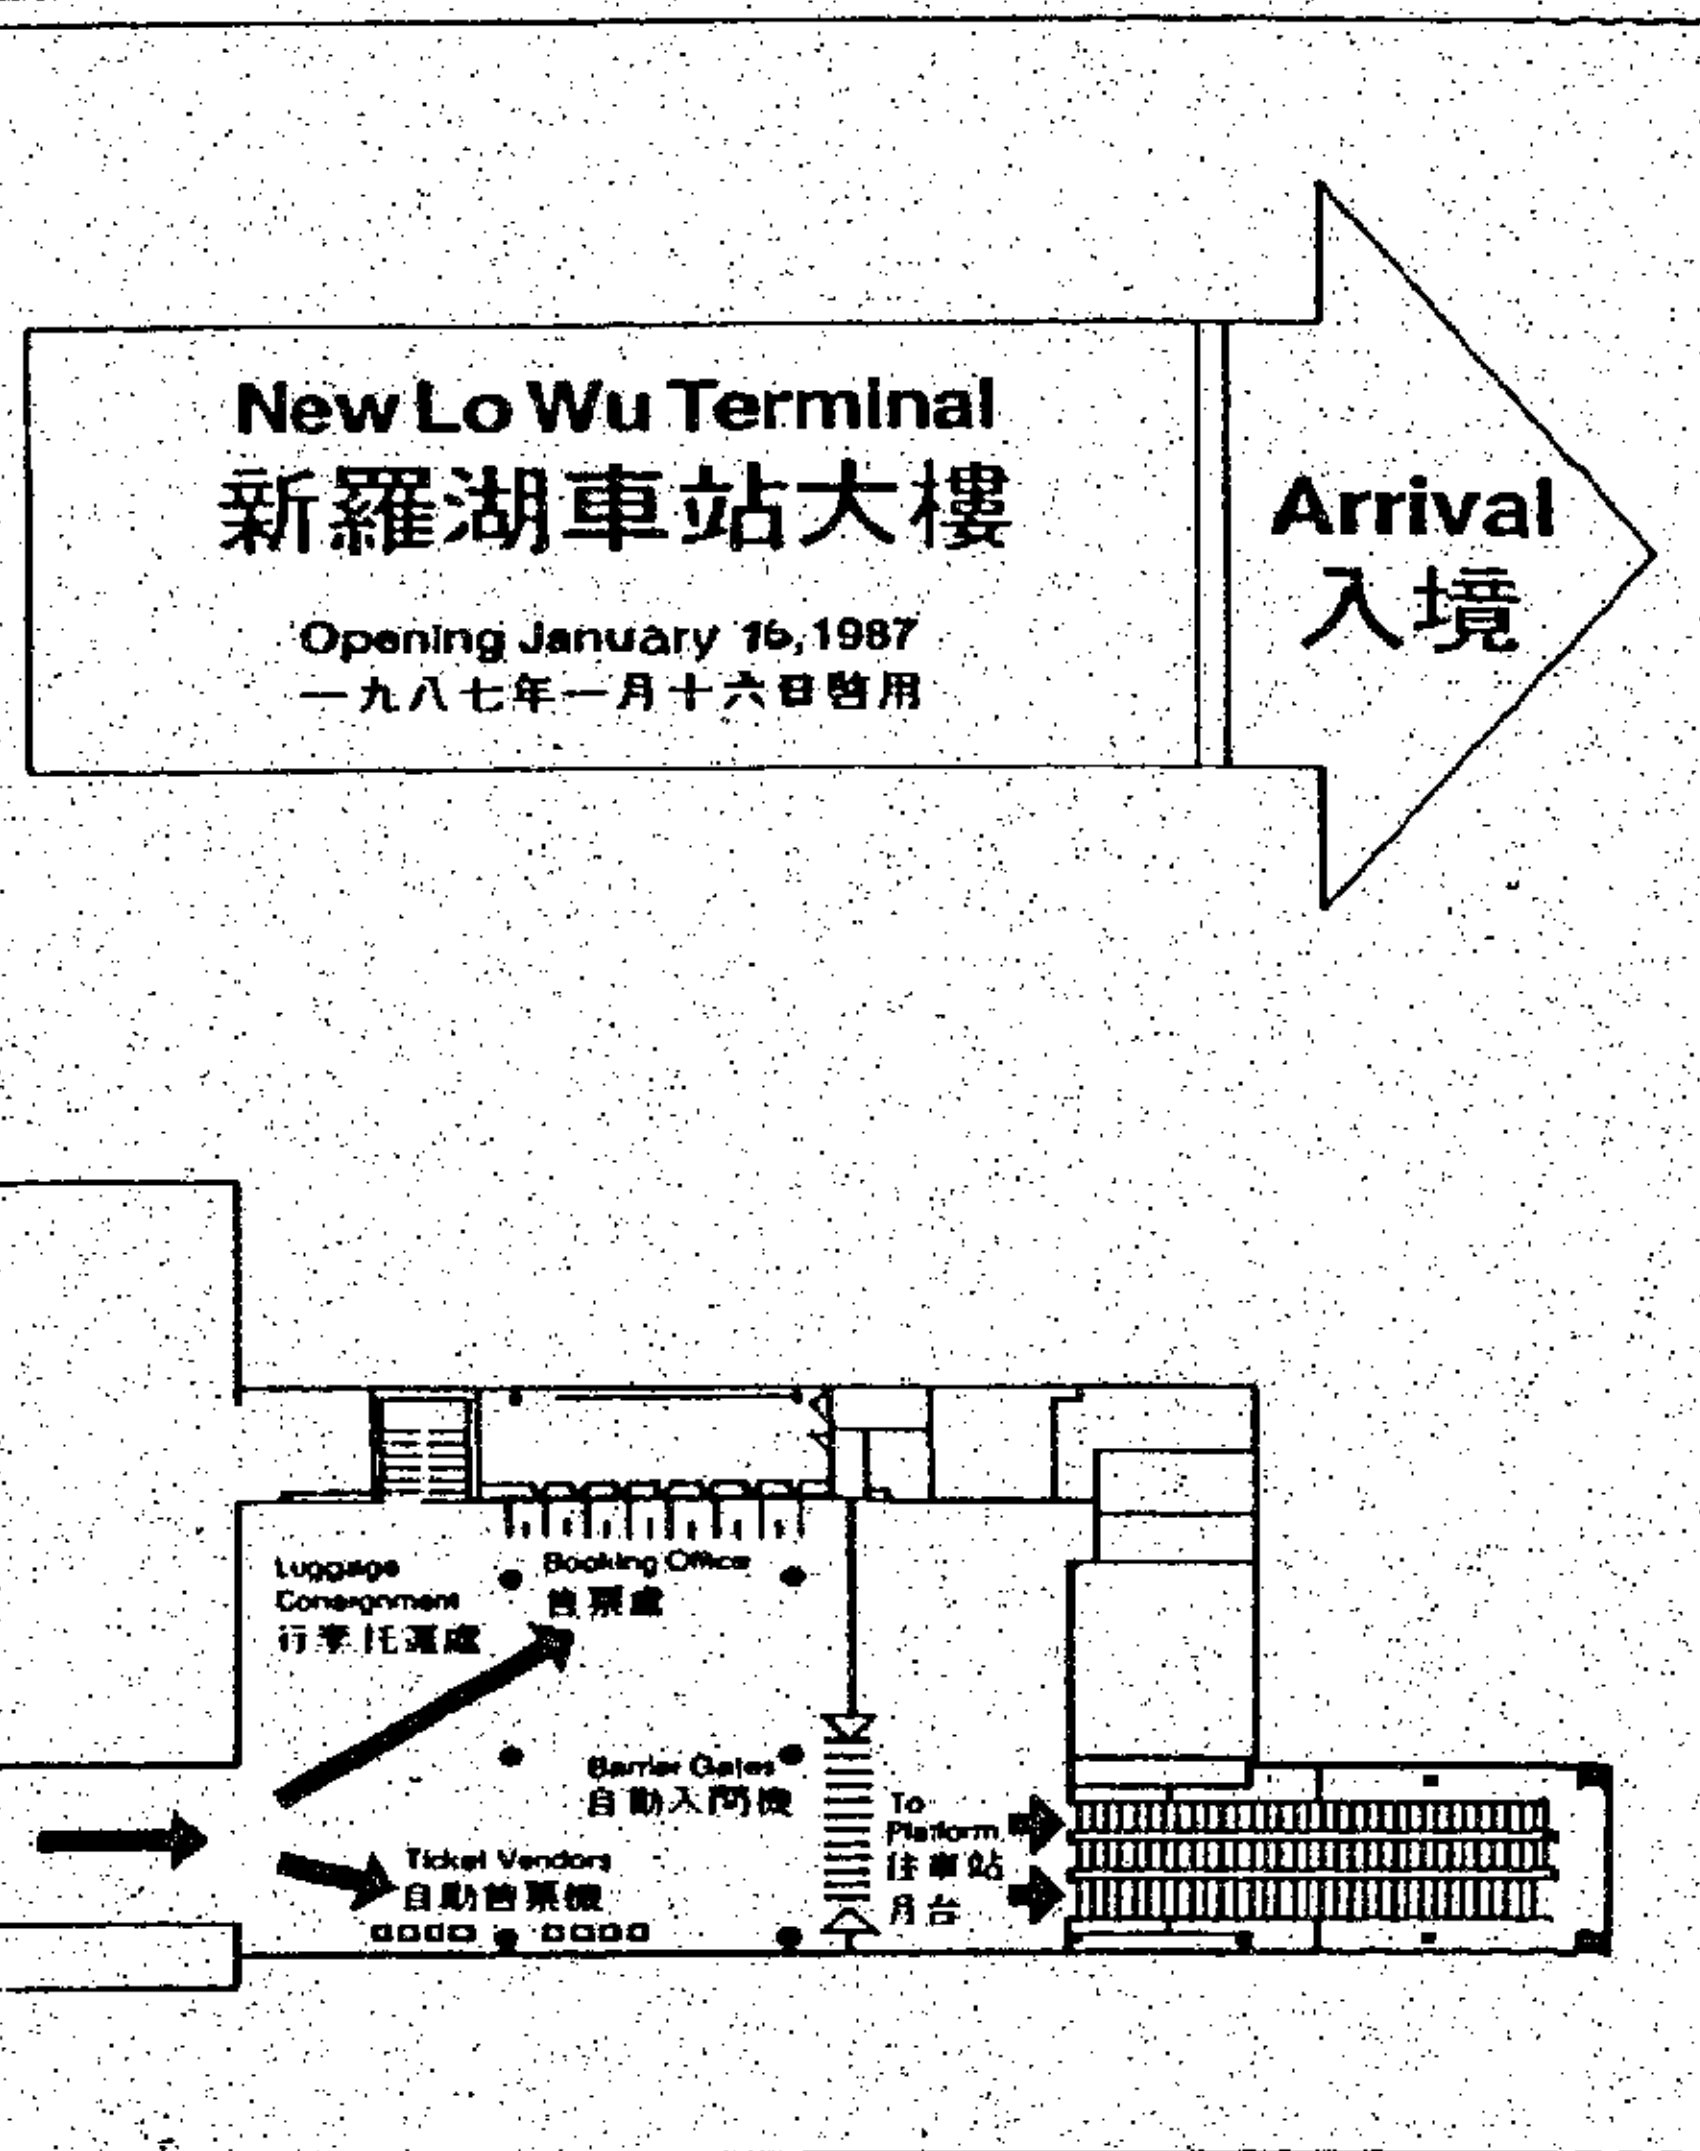 New Lo Wu Terminal
新羅湖車站大樓
Opening January 16, 1987
一九八七年一月十六日啓用
Arrival
入境
Luggage
Consignment
行李托運處
Booking Office
售票處
Barrier Gates
自動入閘機
To
Platform
往車站
月台
Ticket Vendors
自動售票機